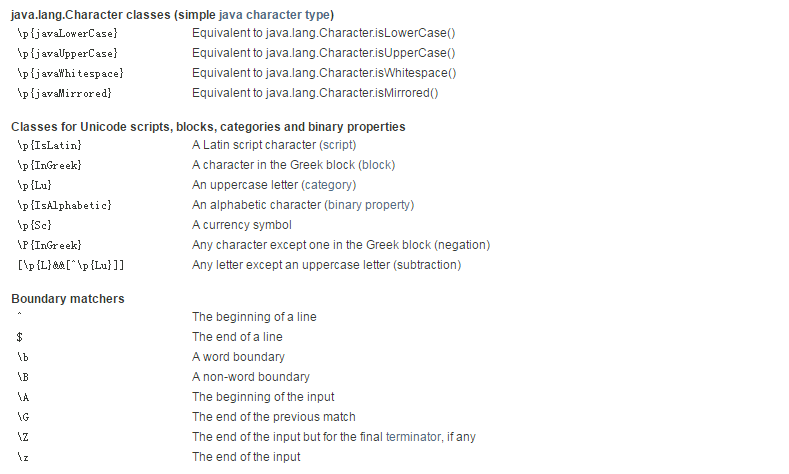 java.lang.Character classes (simple java character type)
\p{javaLowerCase} Equivalent to java.lang.Character.isLowerCase()
\p{javaUpperCase} Equivalent to java.lang.Character.isUpperCase()
\p{javaWhitespace} Equivalent to java.lang.Character.isWhitespace()
\p{javaMirrored} Equivalent to java.lang.Character.isMirrored()
Classes for Unicode scripts, blocks, categories and binary properties
\p{IsLatin} A Latin script character (script)
\p{InGreek} A character in the Greek block (block)
\p{Lu} An uppercase letter (category)
\p{IsAlphabetic} An alphabetic character (binary property)
\p{Sc} A currency symbol
\P{InGreek} Any character except one in the Greek block (negation)
[\p{L}&&[^\p{Lu}]] Any letter except an uppercase letter (subtraction)
Boundary matchers
^ The beginning of a line
$ The end of a line
\b A word boundary
\B A non-word boundary
\A The beginning of the input
\G The end of the previous match
\Z The end of the input but for the final terminator, if any
\z The end of the input